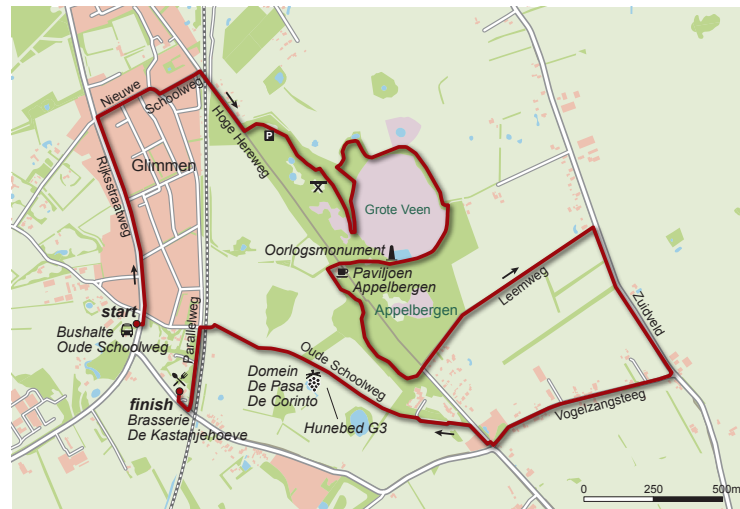 Nieuwe
Schoolweg
Hoge Hereweg
P
Glimmen
Rijksstraatweg
Grote Veen
Oorlogsmonument
Paviljoen
Appelbergen
Appelbergen
Leemweg
Zuidveld
start
Bushalte
Oude Schoolweg
Parallelweg
Oude Schoolweg
Domein
De Pasa
De Corinto
Hunebed G3
Vogelzangsteeg
finish
Brasserie
De Kastanjehoeve
0 250 500m